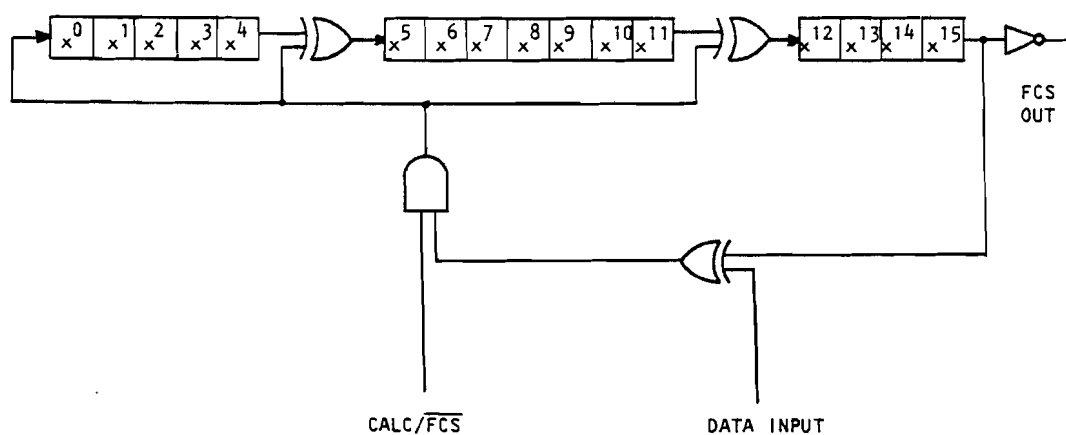 x⁰ x¹ x² x³ x⁴ x⁵ x⁶ x⁷ x⁸ x⁹ x¹⁰ x¹¹ x¹² x¹³ x¹⁴ x¹⁵
FCS
OUT
CALC/F̅C̅S̅ DATA INPUT